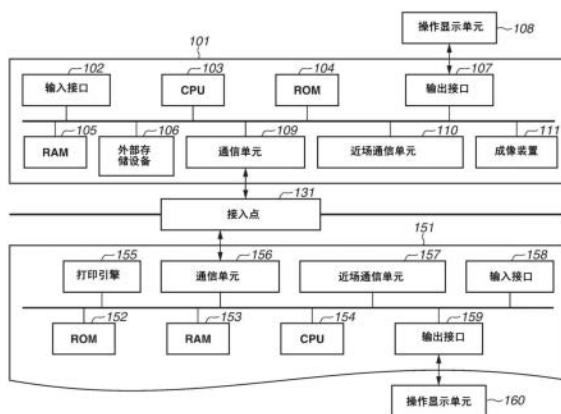 操作显示单元
108
101
102
103
104
107
输入接口
CPU
ROM
输出接口
105
106
109
110
111
RAM
外部存
储设备
通信单元
近场通信单元
成像装置
131
接入点
151
155
156
157
158
打印引擎
通信单元
近场通信单元
输入接口
152
153
154
159
ROM
RAM
CPU
输出接口
操作显示单元
160